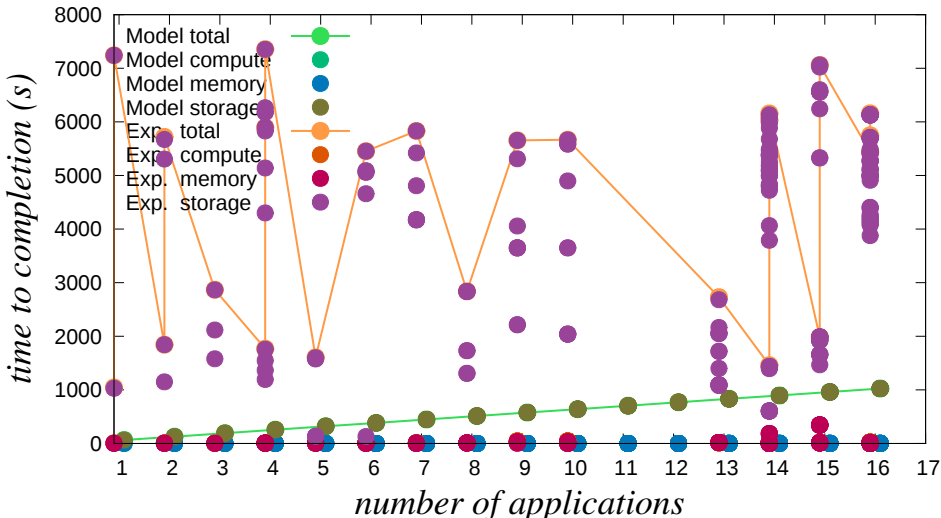 8000
7000
6000
5000
4000
3000
2000
1000
0
time to completion (s)
Model total
Model compute
Model memory
Model storage
Exp. total
Exp. compute
Exp. memory
Exp. storage
1 2 3 4 5 6 7 8 9 10 11 12 13 14 15 16 17
number of applications